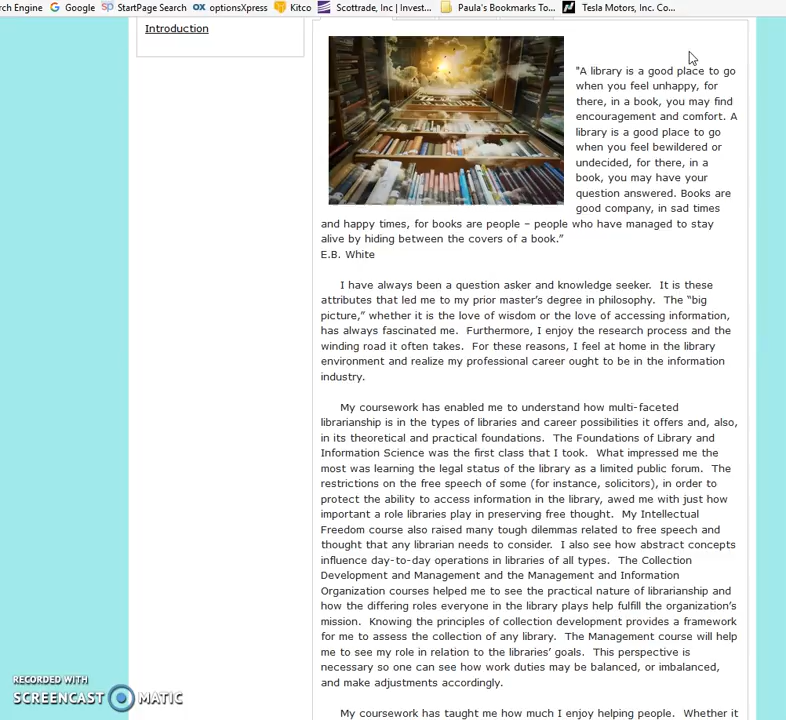 rch Engine Google StartPage Search optionsXpress Kitco Scottrade, Inc | Invest... Paula's Bookmarks To... Tesla Motors, Inc. Co...
Introduction
"A library is a good place to go
when you feel unhappy, for
there, in a book, you may find
encouragement and comfort. A
library is a good place to go
when you feel bewildered or
undecided, for there, in a
book, you may have your
question answered. Books are
good company, in sad times
and happy times, for books are people – people who have managed to stay
alive by hiding between the covers of a book.”
E.B. White
I have always been a question asker and knowledge seeker. It is these
attributes that led me to my prior master’s degree in philosophy. The “big
picture,” whether it is the love of wisdom or the love of accessing information,
has always fascinated me. Furthermore, I enjoy the research process and the
winding road it often takes. For these reasons, I feel at home in the library
environment and realize my professional career ought to be in the information
industry.
My coursework has enabled me to understand how multi-faceted
librarianship is in the types of libraries and career possibilities it offers and, also,
in its theoretical and practical foundations. The Foundations of Library and
Information Science was the first class that I took. What impressed me the
most was learning the legal status of the library as a limited public forum. The
restrictions on the free speech of some (for instance, solicitors), in order to
protect the ability to access information in the library, awed me with just how
important a role libraries play in preserving free thought. My Intellectual
Freedom course also raised many tough dilemmas related to free speech and
thought that any librarian needs to consider. I also see how abstract concepts
influence day-to-day operations in libraries of all types. The Collection
Development and Management and the Management and Information
Organization courses helped me to see the practical nature of librarianship and
how the differing roles everyone in the library plays help fulfill the organization’s
mission. Knowing the principles of collection development provides a framework
for me to assess the collection of any library. The Management course will help
me to see my role in relation to the libraries’ goals. This perspective is
necessary so one can see how work duties may be balanced, or imbalanced,
and make adjustments accordingly.
My coursework has taught me how much I enjoy helping people. Whether it
RECORDED WITH
SCREENCAST MATIC